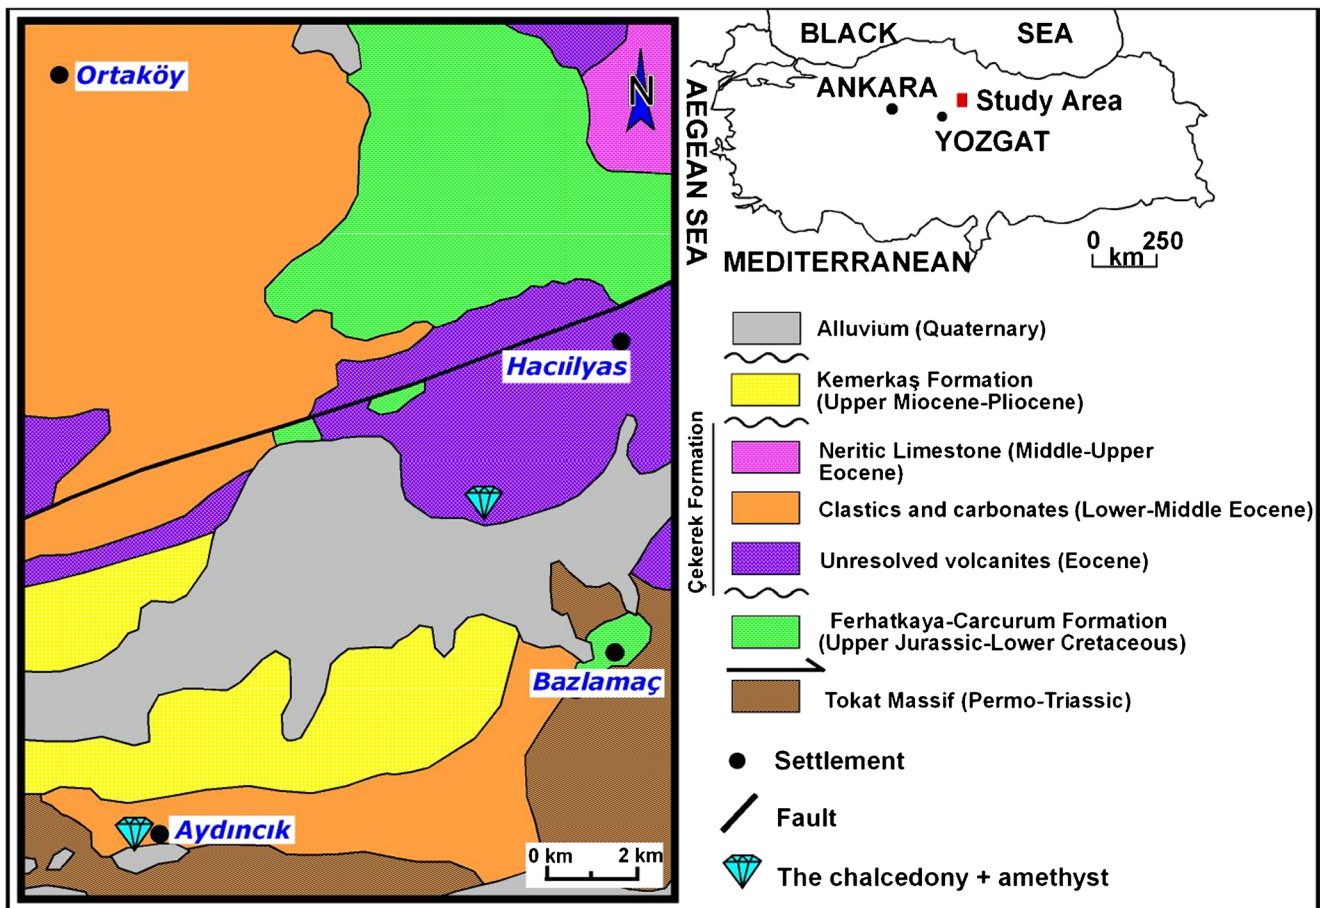 Ortaköy
N
Hacıilyas
Bazlamaç
Aydıncık
0 km 2 km
BLACK SEA
ANKARA
Study Area
YOZGAT
AEGEAN SEA
MEDITERRANEAN
0 250
km
Alluvium (Quaternary)
Kemerkaş Formation
(Upper Miocene-Pliocene)
Çekerek Formation
Neritic Limestone (Middle-Upper
Eocene)
Clastics and carbonates (Lower-Middle Eocene)
Unresolved volcanites (Eocene)
Ferhatkaya-Carcurum Formation
(Upper Jurassic-Lower Cretaceous)
Tokat Massif (Permo-Triassic)
Settlement
Fault
The chalcedony + amethyst